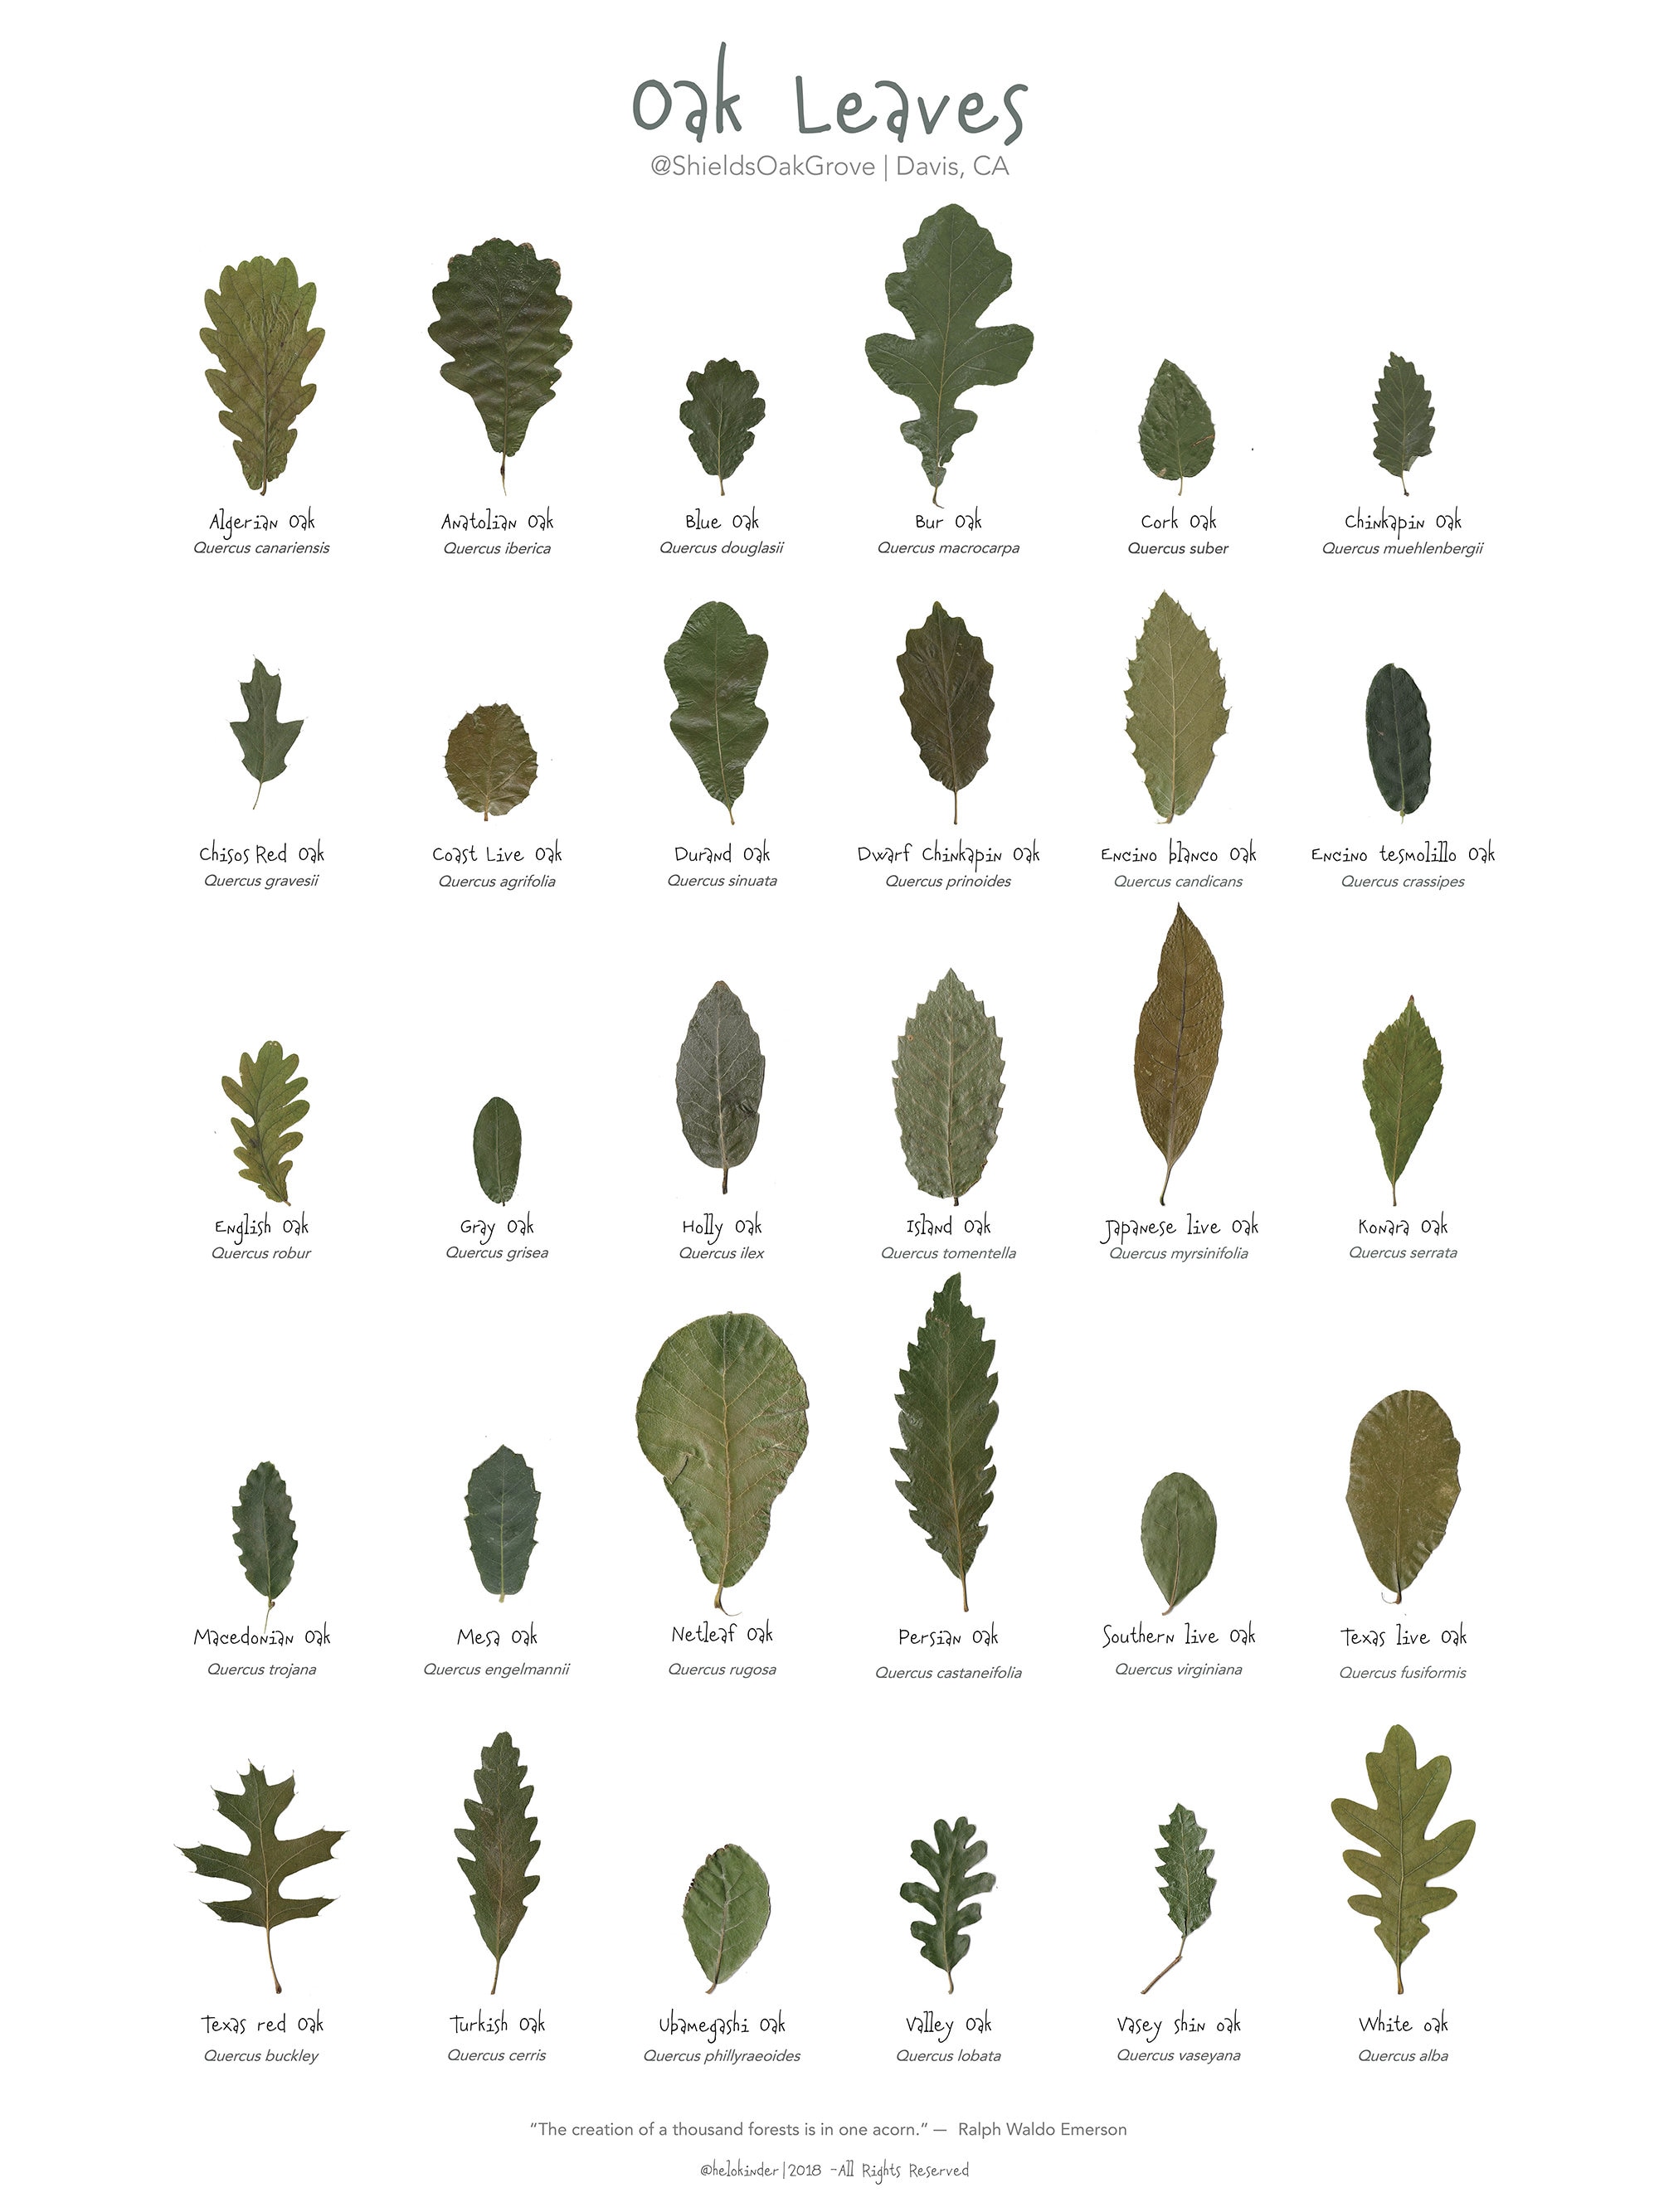 Oak Leaves
@ShieldsOakGrove | Davis, CA
Algerian Oak
Quercus canariensis
Anatolian Oak
Quercus iberica
Blue Oak
Quercus douglasii
Bur Oak
Quercus macrocarpa
Cork Oak
Quercus suber
Chinkapin Oak
Quercus muehlenbergii
Chisos Red Oak
Quercus gravesii
Coast Live Oak
Quercus agrifolia
Durand Oak
Quercus sinuata
Dwarf Chinkapin Oak
Quercus prinoides
Encino blanco Oak
Quercus candicans
Encino tesmolillo Oak
Quercus crassipes
English Oak
Quercus robur
Gray Oak
Quercus grisea
Holly Oak
Quercus ilex
Island Oak
Quercus tomentella
Japanese live Oak
Quercus myrsinifolia
Konara Oak
Quercus serrata
Macedonian Oak
Quercus trojana
Mesa Oak
Quercus engelmannii
Netleaf Oak
Quercus rugosa
Persian Oak
Quercus castaneifolia
Southern live Oak
Quercus virginiana
Texas live Oak
Quercus fusiformis
Texas red Oak
Quercus buckley
Turkish Oak
Quercus cerris
Ubamegashi Oak
Quercus phillyraeoides
Valley Oak
Quercus lobata
Vasey shin oak
Quercus vaseyana
White oak
Quercus alba
“The creation of a thousand forests is in one acorn.” — Ralph Waldo Emerson
@helokinder|2018 -All Rights Reserved